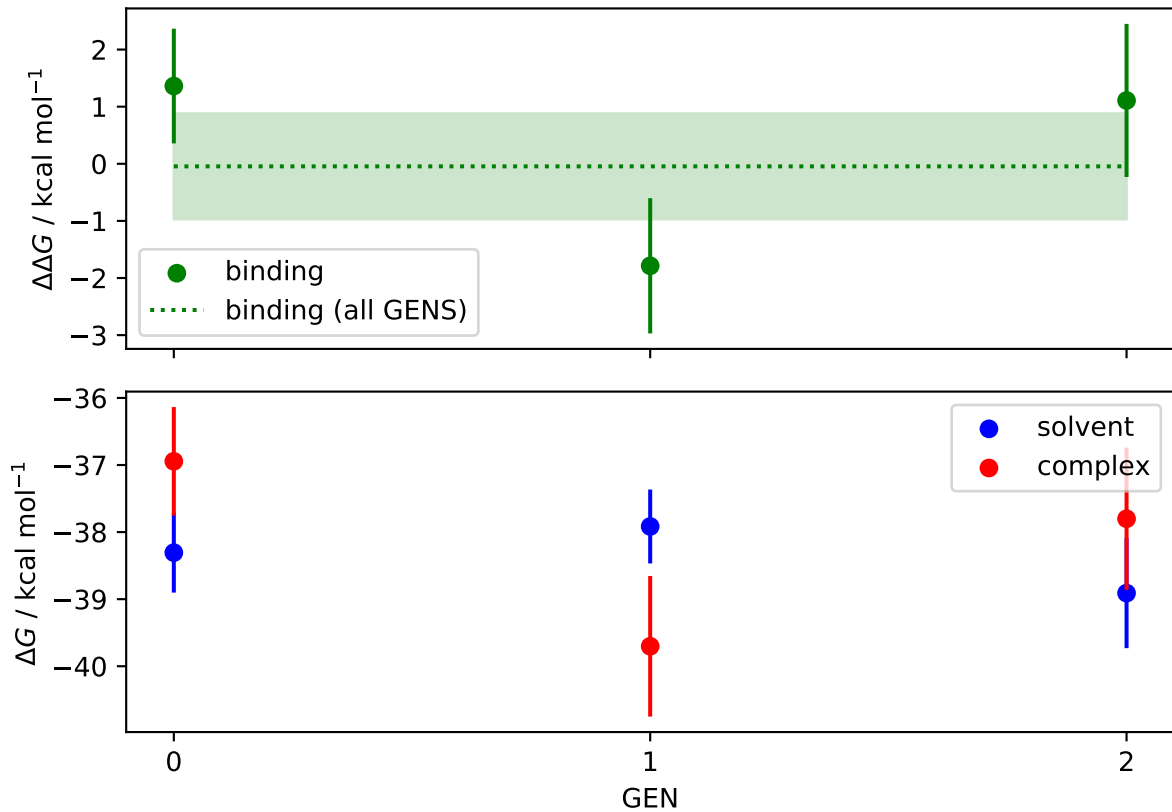 ΔΔG / kcal mol⁻¹
2
1
0
−1
−2
−3
binding
binding (all GENS)
ΔG / kcal mol⁻¹
−36
−37
−38
−39
−40
solvent
complex
0
1
2
GEN